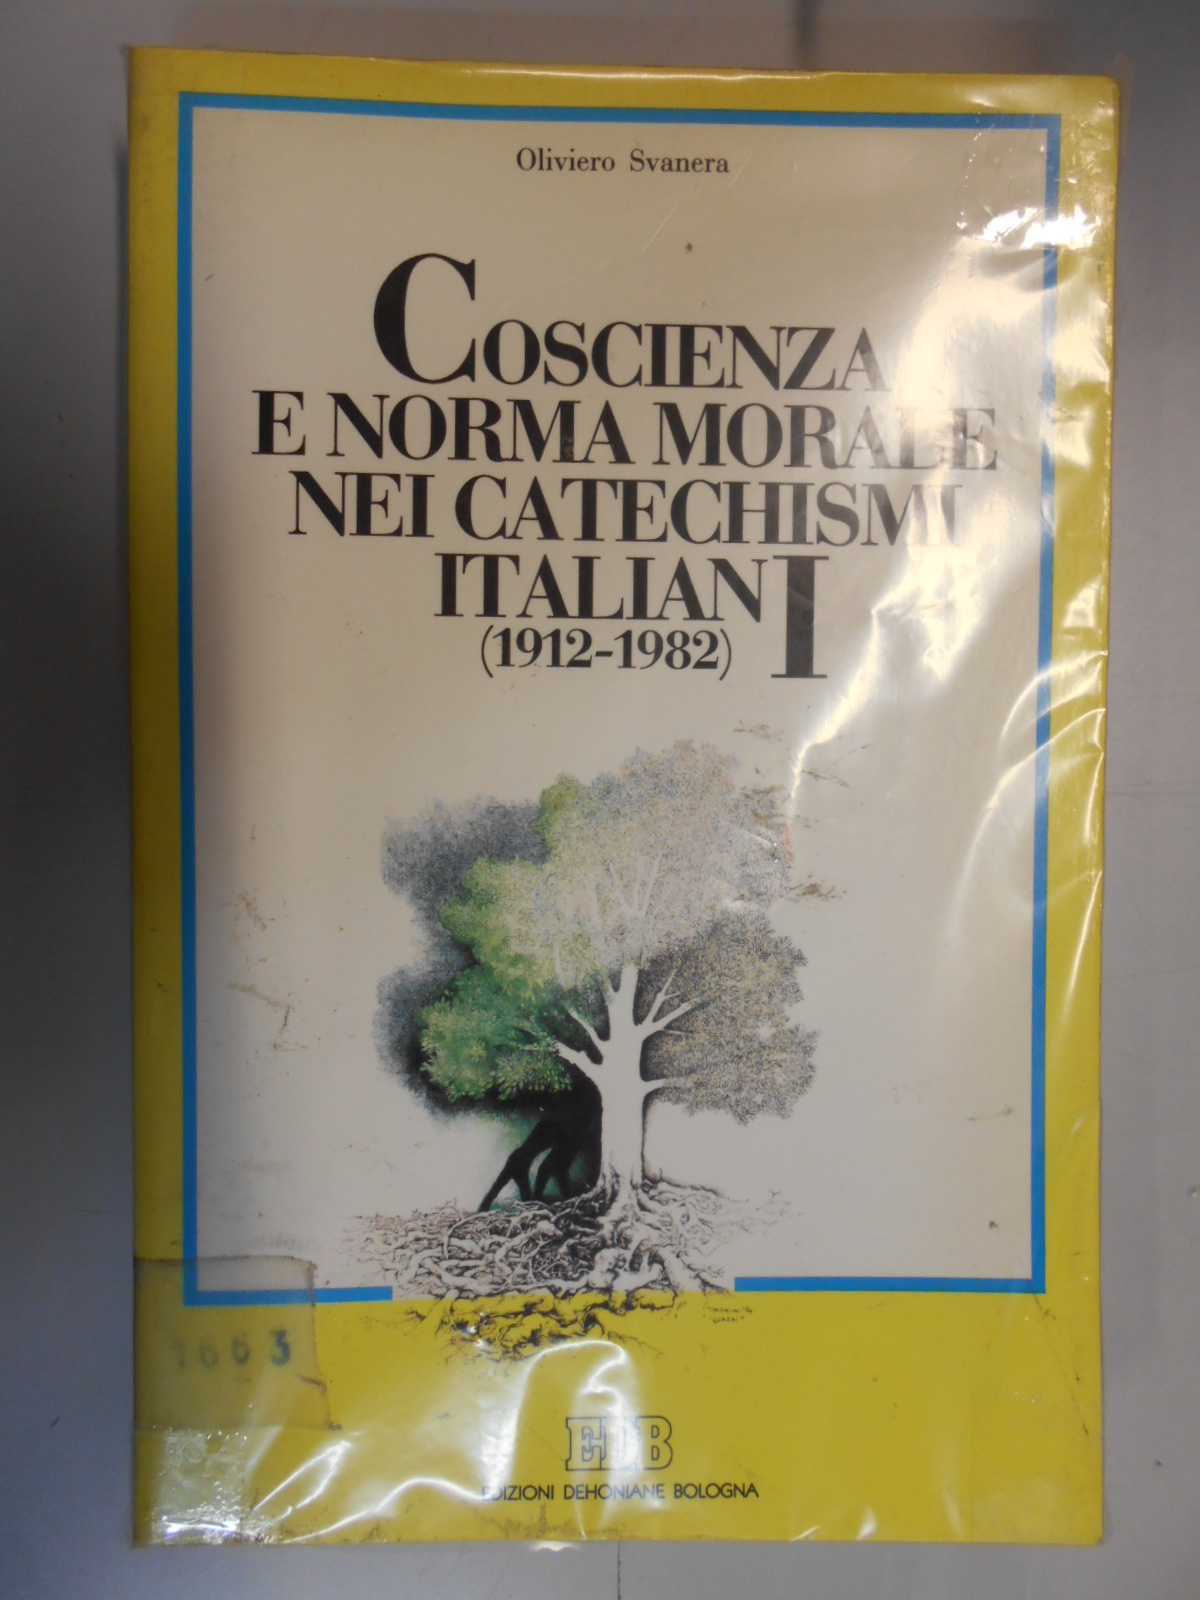 Oliviero Svanera
COSCIENZA
E NORMA MORALE
NEI CATECHISMI
ITALIANI
(1912-1982)
1663
EDB
EDIZIONI DEHONIANE BOLOGNA